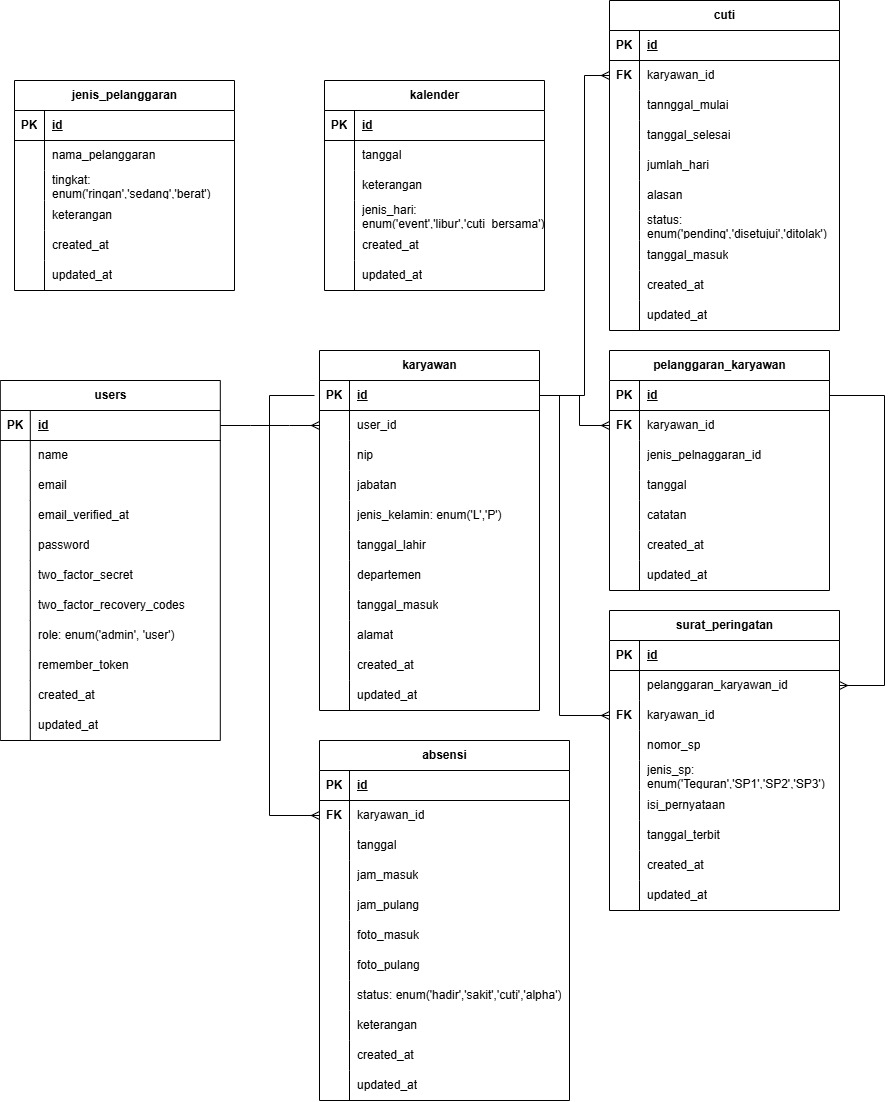 cuti
PK id
FK karyawan_id
tannggal_mulai
tanggal_selesai
jumlah_hari
alasan
status:
enum('pending','disetujui','ditolak')
tanggal_masuk
created_at
updated_at
jenis_pelanggaran
PK id
nama_pelanggaran
tingkat:
enum('ringan','sedang','berat')
keterangan
created_at
updated_at
kalender
PK id
tanggal
keterangan
jenis_hari:
enum('event','libur','cuti_bersama')
created_at
updated_at
users
PK id
name
email
email_verified_at
password
two_factor_secret
two_factor_recovery_codes
role: enum('admin', 'user')
remember_token
created_at
updated_at
karyawan
PK id
user_id
nip
jabatan
jenis_kelamin: enum('L','P')
tanggal_lahir
departemen
tanggal_masuk
alamat
created_at
updated_at
pelanggaran_karyawan
PK id
FK karyawan_id
jenis_pelnaggaran_id
tanggal
catatan
created_at
updated_at
surat_peringatan
PK id
pelanggaran_karyawan_id
FK karyawan_id
nomor_sp
jenis_sp:
enum('Teguran','SP1','SP2','SP3')
isi_pernyataan
tanggal_terbit
created_at
updated_at
absensi
PK id
FK karyawan_id
tanggal
jam_masuk
jam_pulang
foto_masuk
foto_pulang
status: enum('hadir','sakit','cuti','alpha')
keterangan
created_at
updated_at